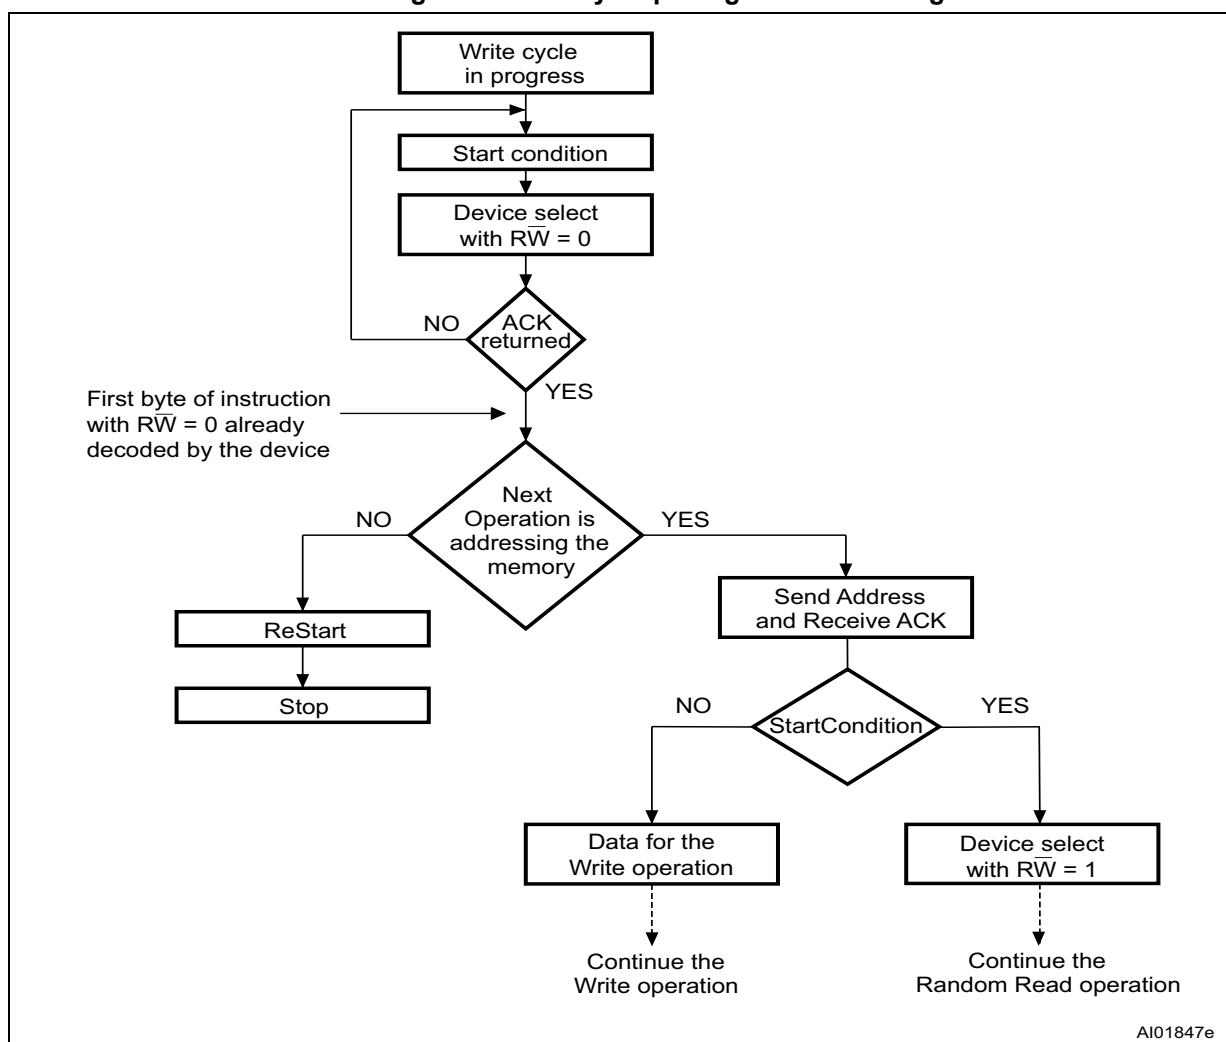 Write cycle
in progress
Start condition
Device select
with RW̅ = 0
NO
ACK
returned
YES
First byte of instruction
with RW̅ = 0 already
decoded by the device
NO
Next
Operation is
addressing the
memory
YES
Send Address
and Receive ACK
ReStart
Stop
NO
StartCondition
YES
Data for the
Write operation
Device select
with RW̅ = 1
Continue the
Write operation
Continue the
Random Read operation
AI01847e